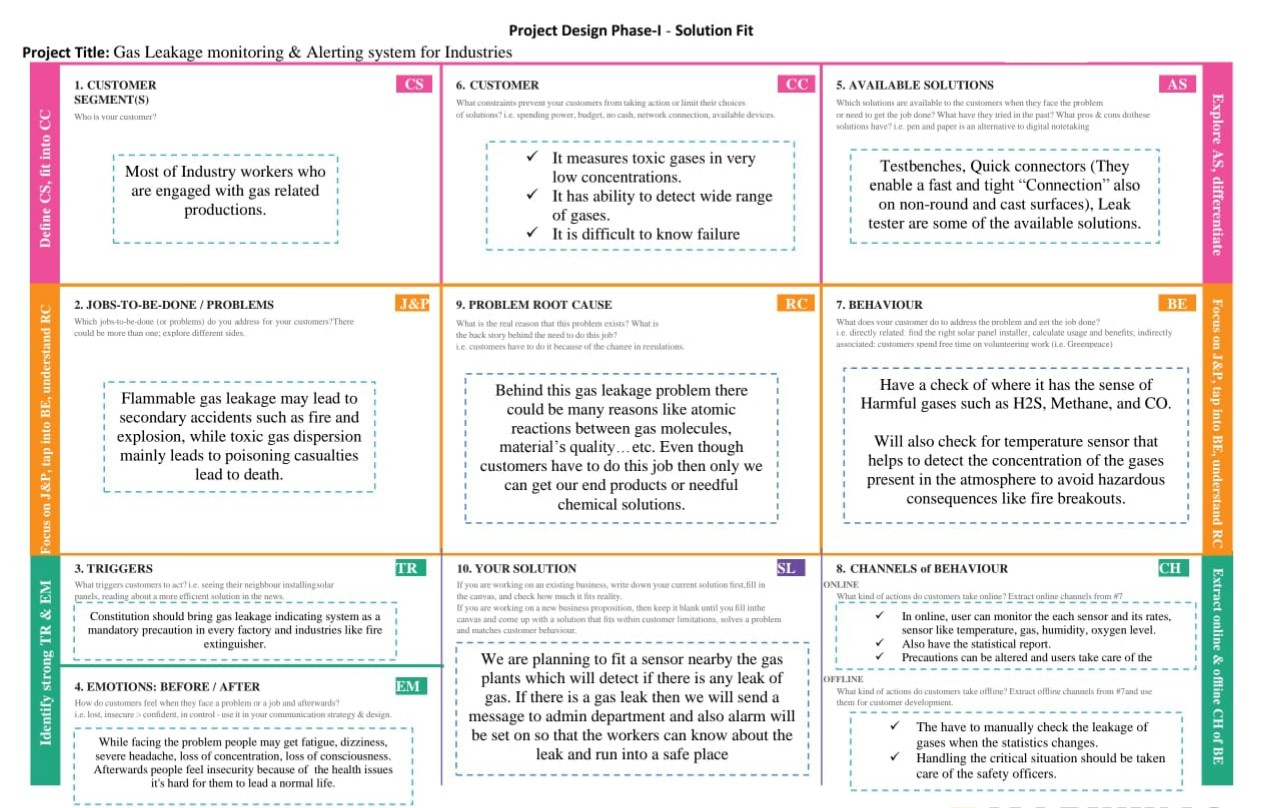 Project Design Phase-I - Solution Fit
Project Title: Gas Leakage monitoring & Alerting system for Industries
Define CS, fit into CC
1. CUSTOMER
SEGMENT(S)
CS
Who is your customer?
Most of Industry workers who
are engaged with gas related
productions.
6. CUSTOMER
CC
What constraints prevent your customers from taking action or limit their choices
of solutions? i.e. spending power, budget, no cash, network connection, available devices.
✓ It measures toxic gases in very
low concentrations.
✓ It has ability to detect wide range
of gases.
✓ It is difficult to know failure
5. AVAILABLE SOLUTIONS
AS
Which solutions are available to the customers when they face the problem
or need to get the job done? What have they tried in the past? What pros & cons dothese
solutions have? i.e. pen and paper is an alternative to digital notetaking
Testbenches, Quick connectors (They
enable a fast and tight “Connection” also
on non-round and cast surfaces), Leak
tester are some of the available solutions.
Explore AS, differentiate
Focus on J&P, tap into BE, understand RC
2. JOBS-TO-BE-DONE / PROBLEMS
J&P
Which jobs-to-be-done (or problems) do you address for your customers?There
could be more than one; explore different sides.
Flammable gas leakage may lead to
secondary accidents such as fire and
explosion, while toxic gas dispersion
mainly leads to poisoning casualties
lead to death.
9. PROBLEM ROOT CAUSE
RC
What is the real reason that this problem exists? What is
the back story behind the need to do this job?
i.e. customers have to do it because of the change in regulations.
Behind this gas leakage problem there
could be many reasons like atomic
reactions between gas molecules,
material’s quality…etc. Even though
customers have to do this job then only we
can get our end products or needful
chemical solutions.
7. BEHAVIOUR
BE
What does your customer do to address the problem and get the job done?
i.e. directly related: find the right solar panel installer, calculate usage and benefits; indirectly
associated: customers spend free time on volunteering work (i.e. Greenpeace)
Have a check of where it has the sense of
Harmful gases such as H2S, Methane, and CO.
Will also check for temperature sensor that
helps to detect the concentration of the gases
present in the atmosphere to avoid hazardous
consequences like fire breakouts.
Focus on J&P, tap into BE, understand RC
Identify strong TR & EM
3. TRIGGERS
TR
What triggers customers to act? i.e. seeing their neighbour installingsolar
panels, reading about a more efficient solution in the news.
Constitution should bring gas leakage indicating system as a
mandatory precaution in every factory and industries like fire
extinguisher.
4. EMOTIONS: BEFORE / AFTER
EM
How do customers feel when they face a problem or a job and afterwards?
i.e. lost, insecure > confident, in control - use it in your communication strategy & design.
While facing the problem people may get fatigue, dizziness,
severe headache, loss of concentration, loss of consciousness.
Afterwards people feel insecurity because of the health issues
it's hard for them to lead a normal life.
10. YOUR SOLUTION
SL
If you are working on an existing business, write down your current solution first,fill in
the canvas, and check how much it fits reality.
If you are working on a new business proposition, then keep it blank until you fill inthe
canvas and come up with a solution that fits within customer limitations, solves a problem
and matches customer behaviour.
We are planning to fit a sensor nearby the gas
plants which will detect if there is any leak of
gas. If there is a gas leak then we will send a
message to admin department and also alarm will
be set on so that the workers can know about the
leak and run into a safe place
8. CHANNELS of BEHAVIOUR
CH
ONLINE
What kind of actions do customers take online? Extract online channels from #7
✓ In online, user can monitor the each sensor and its rates,
sensor like temperature, gas, humidity, oxygen level.
✓ Also have the statistical report.
✓ Precautions can be altered and users take care of the
OFFLINE
What kind of actions do customers take offline? Extract offline channels from #7and use
them for customer development.
✓ The have to manually check the leakage of
gases when the statistics changes.
✓ Handling the critical situation should be taken
care of the safety officers.
Extract online & offline CH of BE